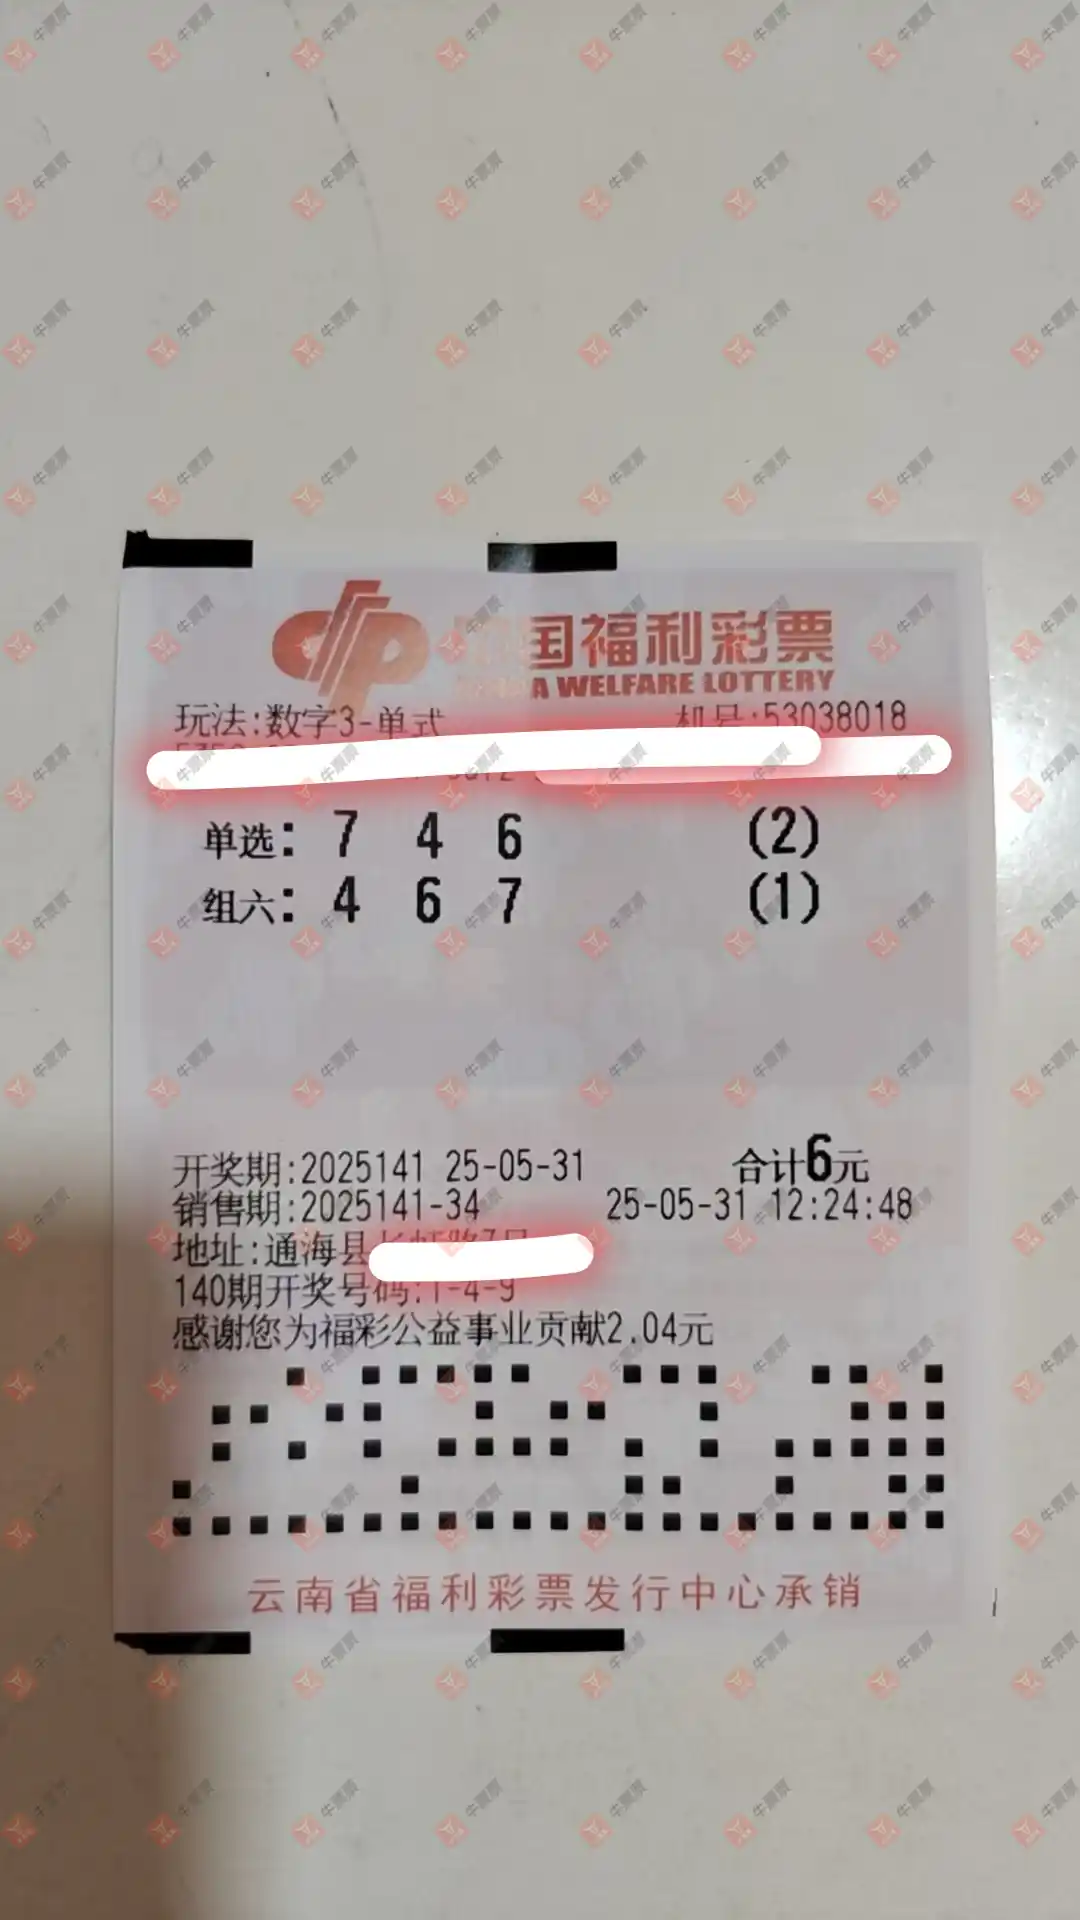 国福利彩票
A WELFARE LOTTERY
玩法:数字3-单式 机号:53038018
单选: 7 4 6 (2)
组六: 4 6 7 (1)
开奖期:2025141 25-05-31 合计6元
销售期:2025141-34 25-05-31 12:24:48
地址:通海县
140期开奖号码:1-4-9
感谢您为福彩公益事业贡献2.04元
云南省福利彩票发行中心承销
牛票票